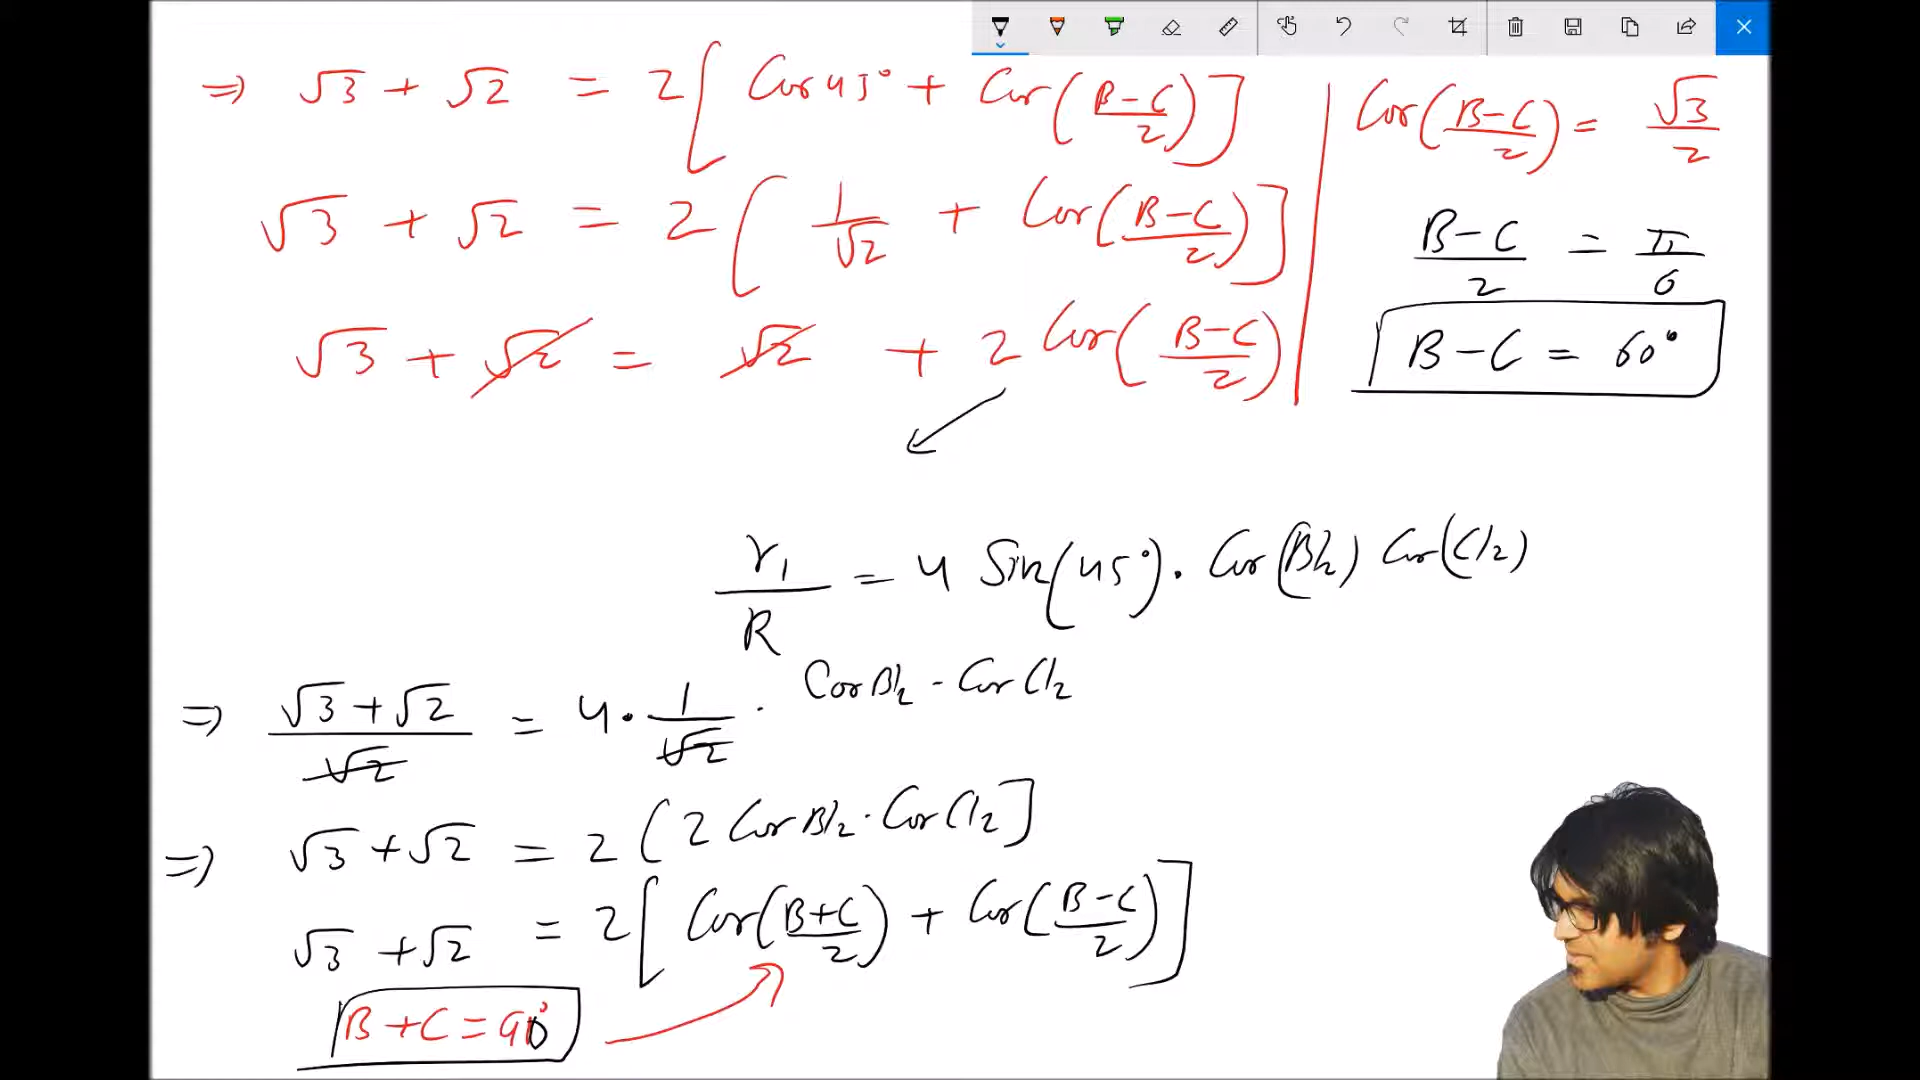 ⇒ √3 + √2 = 2[ Cos 45° + Cos((B-C)/2) ]
√3 + √2 = 2[ 1/√2 + Cos((B-C)/2) ]
√3 + √2 = √2 + 2 Cos((B-C)/2)
Cos((B-C)/2) = √3/2
(B-C)/2 = π/6
B-C = 60°
r₁/R = 4 Sin(45°) · Cos(B/2) Cos(C/2)
⇒ (√3+√2)/√2 = 4 · 1/√2 · Cos B/2 · Cos C/2
⇒ √3+√2 = 2 ( 2 Cos B/2 · Cos C/2 ]
√3 + √2 = 2[ Cos((B+C)/2) + Cos((B-C)/2) ]
B+C = 90°